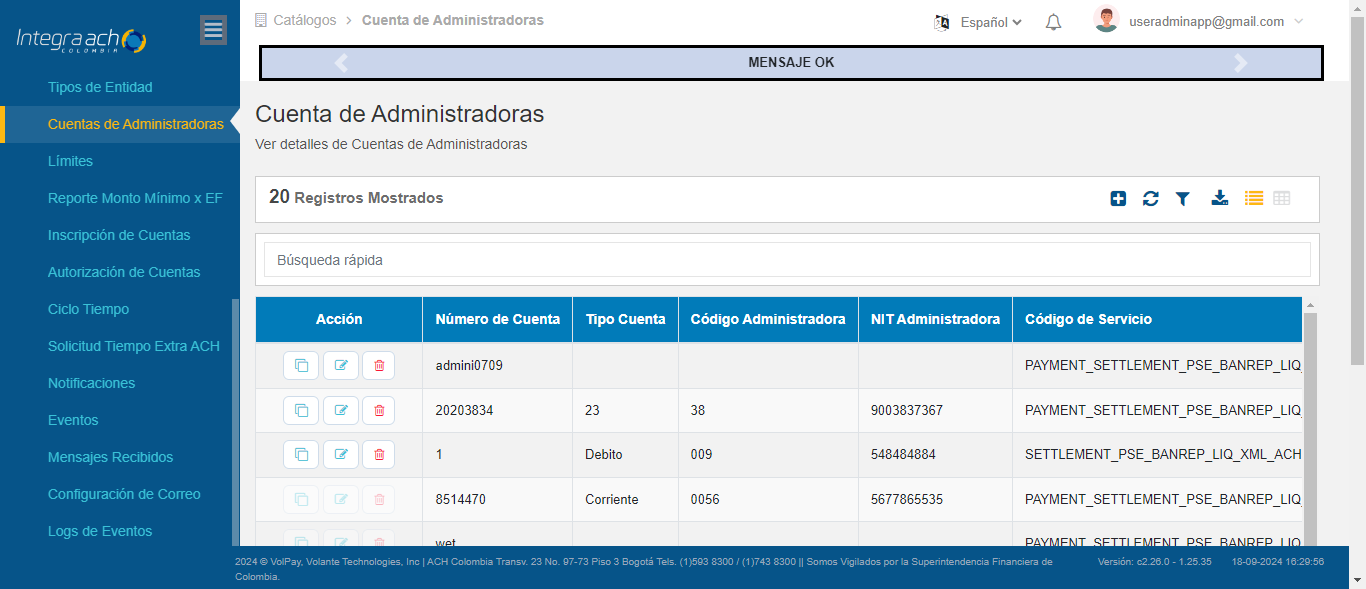 Integra ach
COLOMBIA
Tipos de Entidad
Cuentas de Administradoras
Límites
Reporte Monto Mínimo x EF
Inscripción de Cuentas
Autorización de Cuentas
Ciclo Tiempo
Solicitud Tiempo Extra ACH
Notificaciones
Eventos
Mensajes Recibidos
Configuración de Correo
Logs de Eventos
Catálogos > Cuenta de Administradoras
Español
useradminapp@gmail.com
MENSAJE OK
Cuenta de Administradoras
Ver detalles de Cuentas de Administradoras
20 Registros Mostrados
Búsqueda rápida
Acción Número de Cuenta Tipo Cuenta Código Administradora NIT Administradora Código de Servicio
admini0709 PAYMENT_SETTLEMENT_PSE_BANREP_LIQ_
20203834 23 38 9003837367 PAYMENT_SETTLEMENT_PSE_BANREP_LIQ_
1 Debito 009 548484884 SETTLEMENT_PSE_BANREP_LIQ_XML_ACH
8514470 Corriente 0056 5677865535 PAYMENT_SETTLEMENT_PSE_BANREP_LIQ_
wet PAYMENT_SETTLEMENT_PSE_BANREP_LIQ_
2024 © VolPay, Volante Technologies, Inc | ACH Colombia Transv. 23 No. 97-73 Piso 3 Bogotá Tels. (1)593 8300 / (1)743 8300 || Somos Vigilados por la Superintendencia Financiera de
Colombia.
Versión: c2.26.0 - 1.25.35 18-09-2024 16:29:56